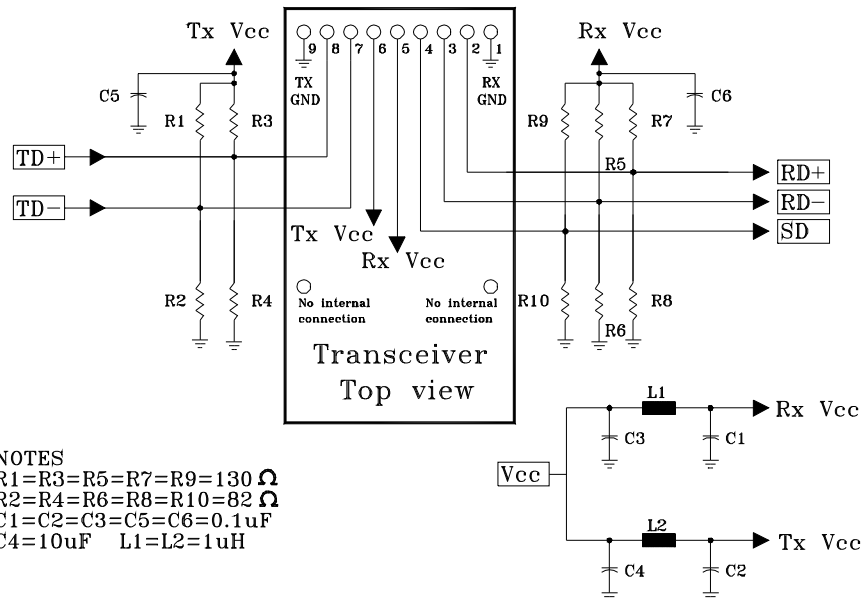 Tx Vcc
Rx Vcc
9 8 7 6 5 4 3 2 1
TX
GND
RX
GND
C5
R1
R3
R9
R7
C6
TD+
R5
RD+
TD-
RD-
Tx Vcc
SD
Rx Vcc
R2
R4
No internal
connection
No internal
connection
R10
R8
R6
Transceiver
Top view
L1
Rx Vcc
C3
C1
Vcc
NOTES
R1=R3=R5=R7=R9=130 Ω
R2=R4=R6=R8=R10=82 Ω
C1=C2=C3=C5=C6=0.1uF
C4=10uF L1=L2=1uH
L2
Tx Vcc
C4
C2